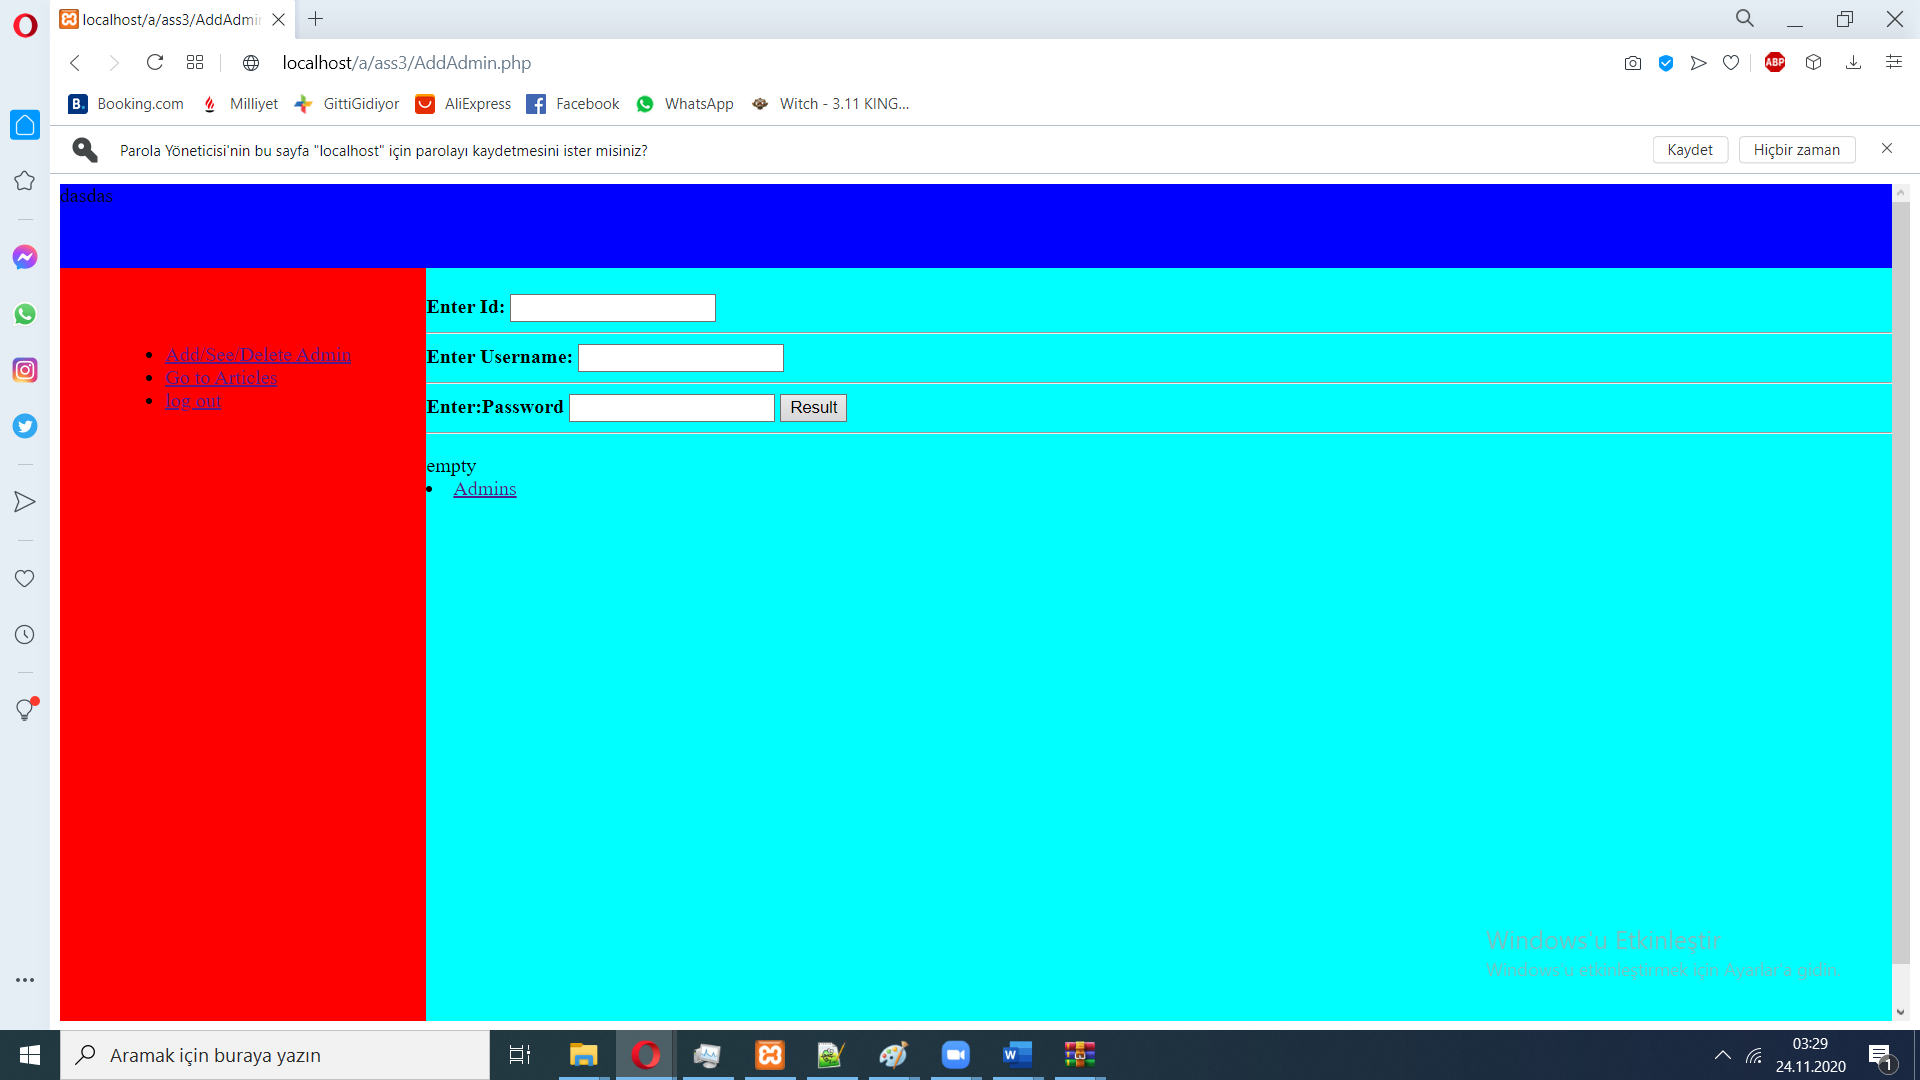 localhost/a/ass3/AddAdmi
localhost/a/ass3/AddAdmin.php
ABP
B. Booking.com Milliyet GittiGidiyor AliExpress Facebook WhatsApp Witch - 3.11 KING...
Parola Yöneticisi'nin bu sayfa "localhost" için parolayı kaydetmesini ister misiniz? Kaydet Hiçbir zaman
dasdas
Add/See/Delete Admin
Go to Articles
log out
Enter Id:
Enter Username:
Enter:Password Result
empty
Admins
Windows'u Etkinleştir
Windows'u etkinleştirmek için Ayarlar'a gidin.
Aramak için buraya yazın
03:29
24.11.2020
1